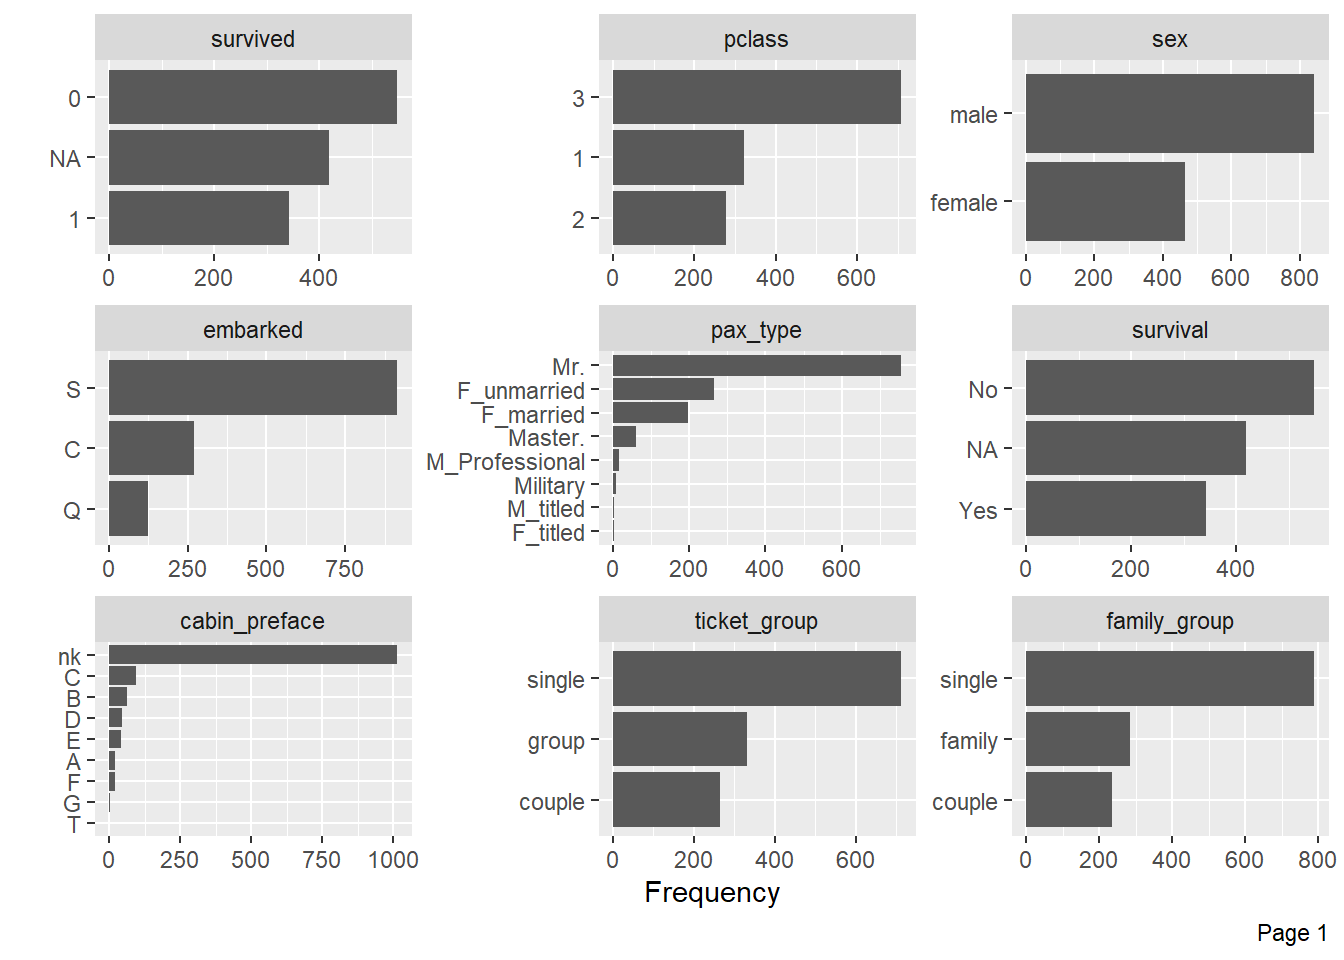 survived
0
NA
1
0 200 400
pclass
3
1
2
0 200 400 600
sex
male
female
0 200 400 600 800
embarked
S
C
Q
0 250 500 750
pax_type
Mr.
F_unmarried
F_married
Master.
M_Professional
Military
M_titled
F_titled
0 200 400 600
survival
No
NA
Yes
200 400
cabin_preface
nk
C
B
D
E
A
F
G
T
0 250 500 750 1000
ticket_group
single
group
couple
0 200 400 600
family_group
single
family
couple
0 200 400 600 800
Frequency
Page 1